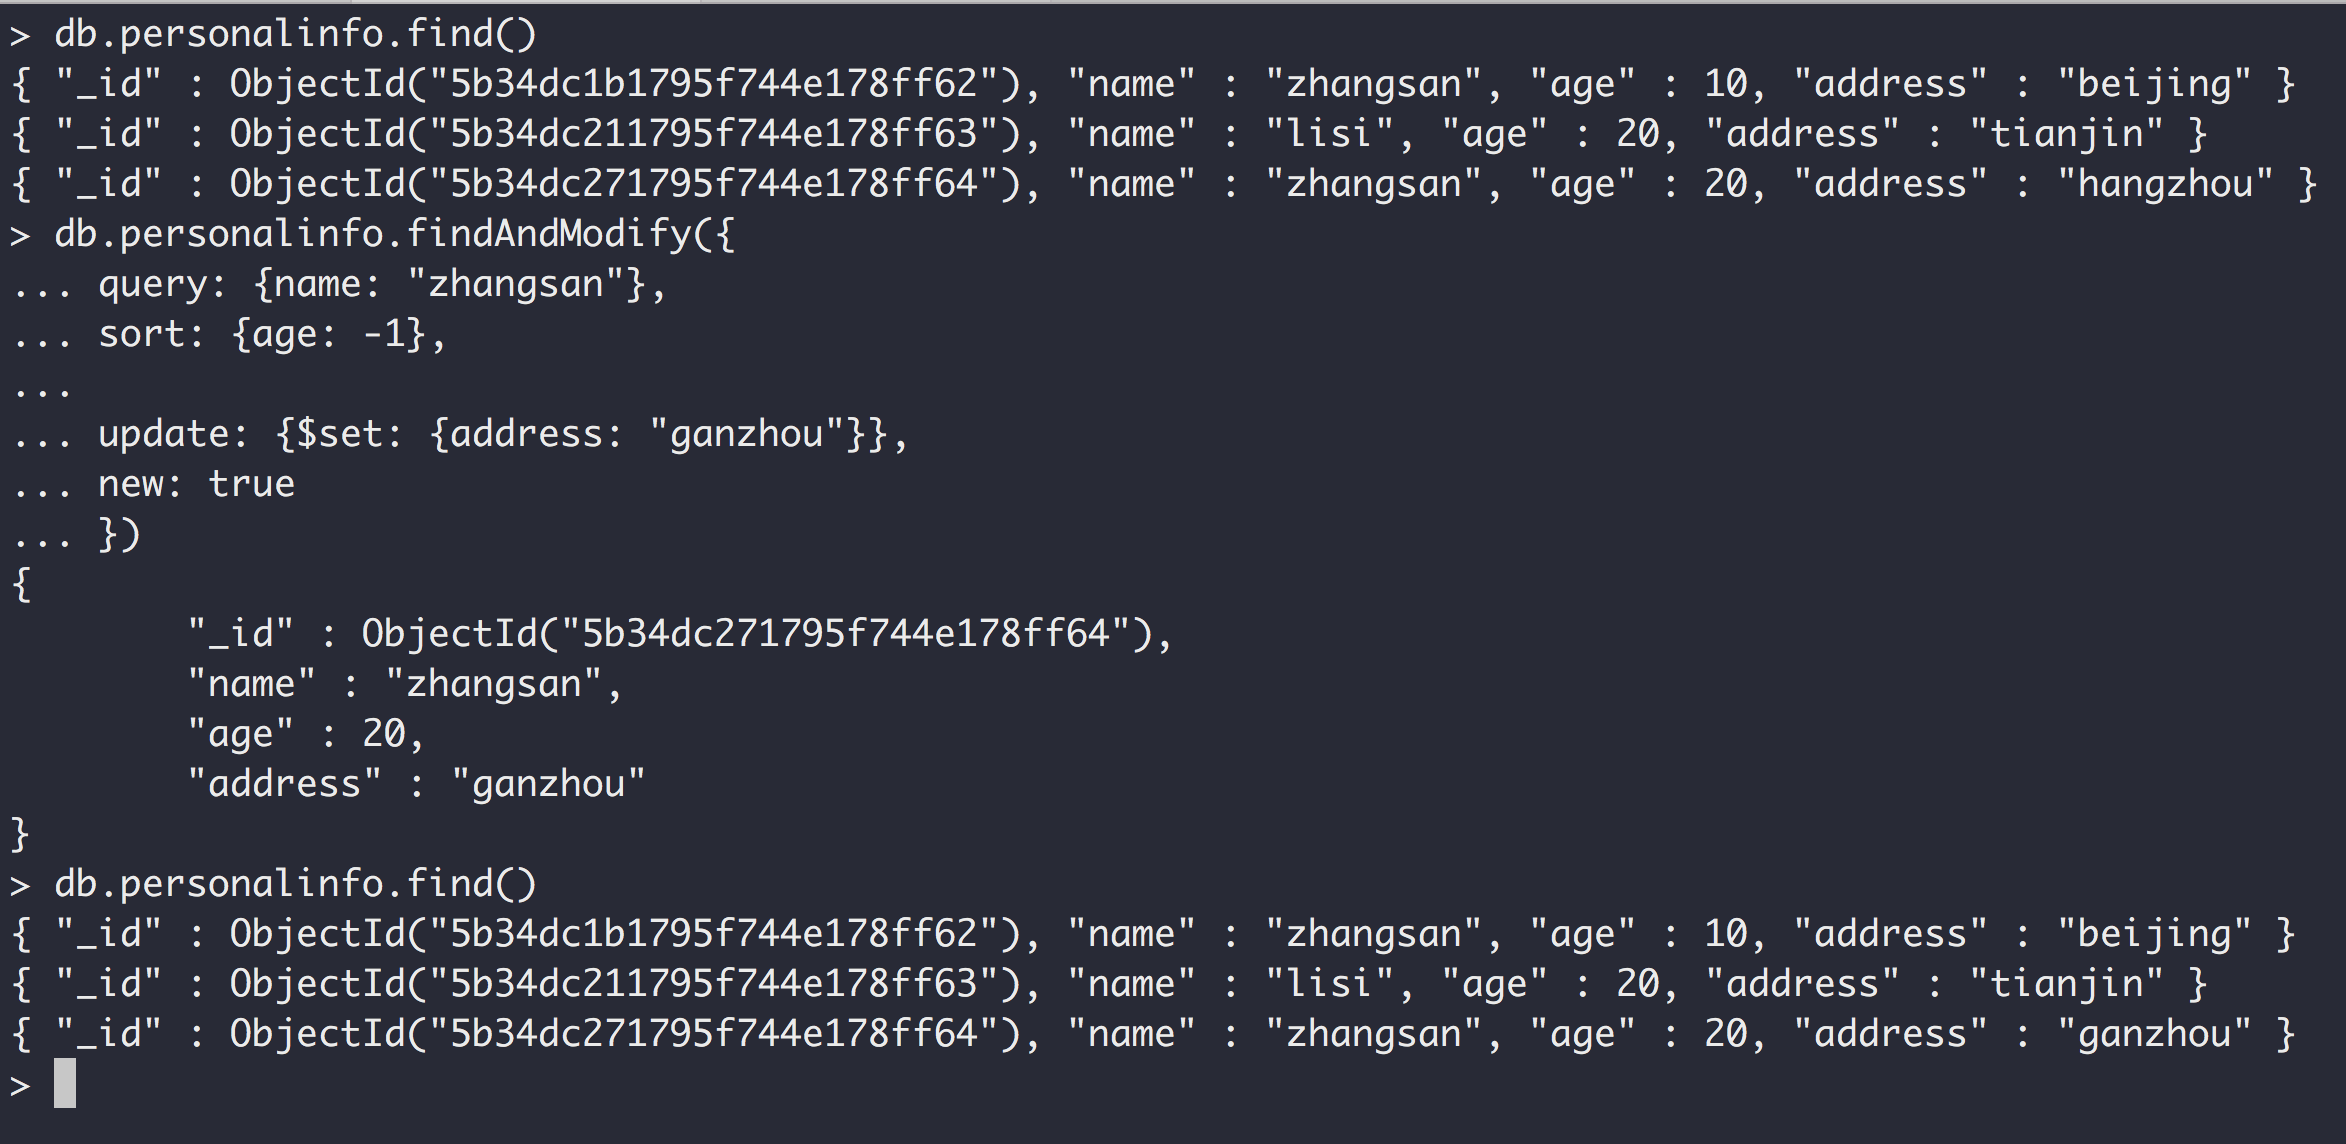 > db.personalinfo.find()
{ "_id" : ObjectId("5b34dc1b1795f744e178ff62"), "name" : "zhangsan", "age" : 10, "address" : "beijing" }
{ "_id" : ObjectId("5b34dc211795f744e178ff63"), "name" : "lisi", "age" : 20, "address" : "tianjin" }
{ "_id" : ObjectId("5b34dc271795f744e178ff64"), "name" : "zhangsan", "age" : 20, "address" : "hangzhou" }
> db.personalinfo.findAndModify({
... query: {name: "zhangsan"},
... sort: {age: -1},
...
... update: {$set: {address: "ganzhou"}},
... new: true
... })
{
        "_id" : ObjectId("5b34dc271795f744e178ff64"),
        "name" : "zhangsan",
        "age" : 20,
        "address" : "ganzhou"
}
> db.personalinfo.find()
{ "_id" : ObjectId("5b34dc1b1795f744e178ff62"), "name" : "zhangsan", "age" : 10, "address" : "beijing" }
{ "_id" : ObjectId("5b34dc211795f744e178ff63"), "name" : "lisi", "age" : 20, "address" : "tianjin" }
{ "_id" : ObjectId("5b34dc271795f744e178ff64"), "name" : "zhangsan", "age" : 20, "address" : "ganzhou" }
>